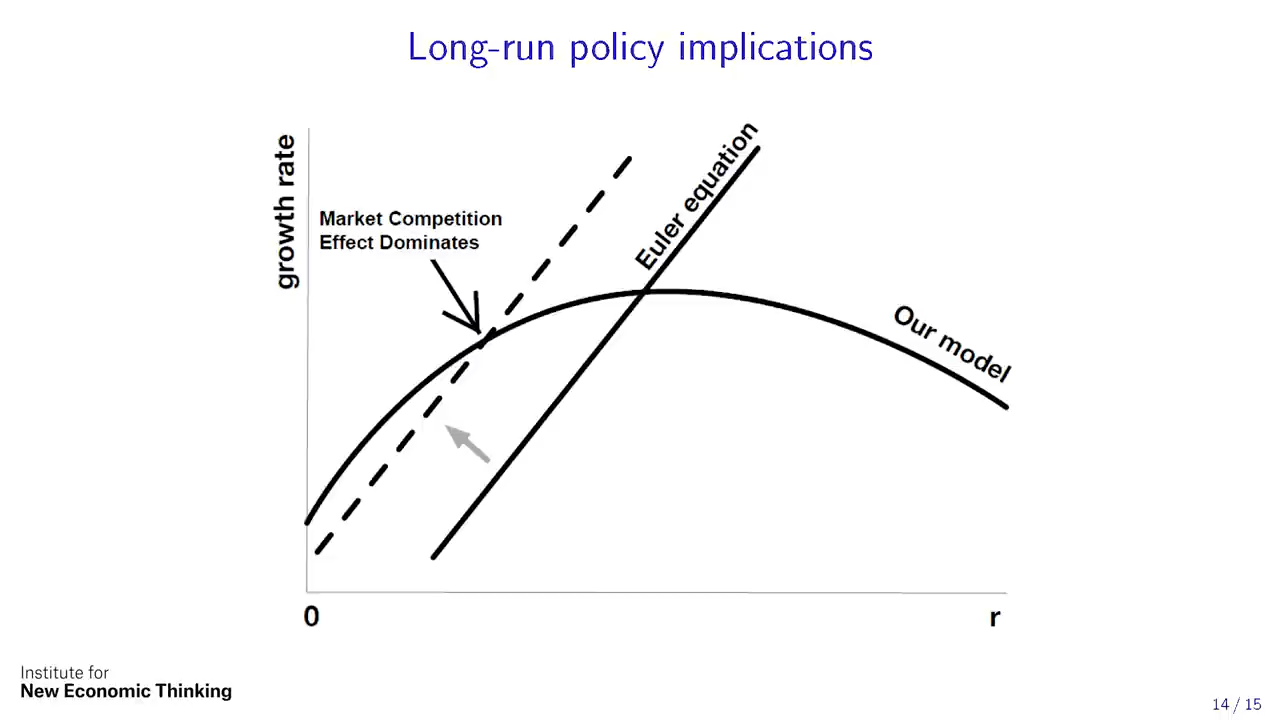 Long-run policy implications
growth rate
Market Competition
Effect Dominates
Euler equation
Our model
0
r
Institute for
New Economic Thinking
14 / 15